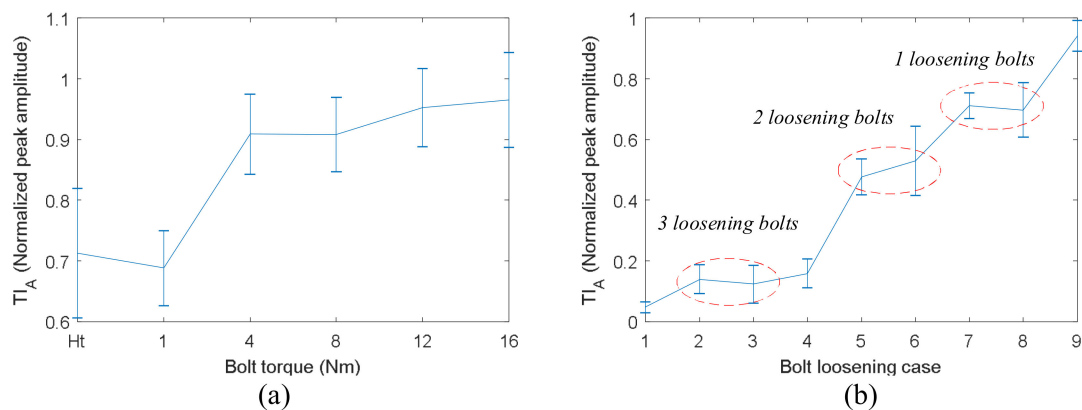 1.1
1
0.9
0.8
0.7
0.6
TI_A (Normalized peak amplitude)
Ht 1 4 8 12 16
Bolt torque (Nm)
(a)
1
0.8
0.6
0.4
0.2
0
TI_A (Normalized peak amplitude)
1 loosening bolts
2 loosening bolts
3 loosening bolts
1 2 3 4 5 6 7 8 9
Bolt loosening case
(b)